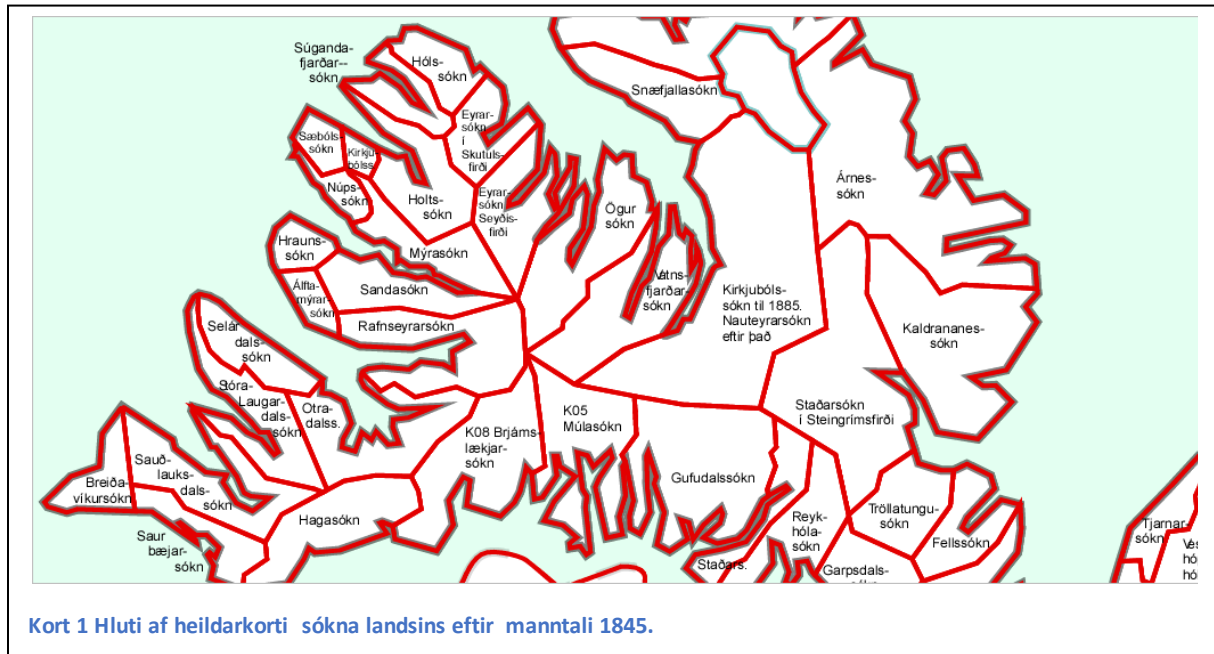 Súganda-
fjarðar--
sókn
Hóls-
sókn
Snæfjallasókn
Eyrar-
sókn
í
Skutuls-
firði
Sæbóls-
sókn
Kirkju-
bólss.
Núps-
sókn
Holts-
sókn
Eyrar-
sókn
Seyðis-
firði
Ögur
sókn
Árnes-
sókn
Hrauns-
sókn
Mýrasókn
Álfta-
mýrar-
sókn
Sandasókn
Vatns-
fjarðar-
sókn
Rafnseyrarsókn
Kirkjubóls-
sókn til 1885.
Nauteyrarsókn
eftir það
Kaldrananes-
sókn
Selár
dals-
sókn
Stóra-
Laugar-
dals-
sókn
Otra-
dalss.
K08 Brjáms-
lækjar-
sókn
K05
Múlasókn
Staðarsókn
í Steingrímsfirði
Breiða-
víkursókn
Sauð-
lauks-
dals-
sókn
Gufudalssókn
Hagasókn
Saur
bæjar-
sókn
Reyk-
hóla-
sókn
Tröllatungu-
sókn
Fellssókn
Staðars.
Garpsdals-
Tjarnar-
sókn
Kort 1 Hluti af heildarkorti sókna landsins eftir manntali 1845.